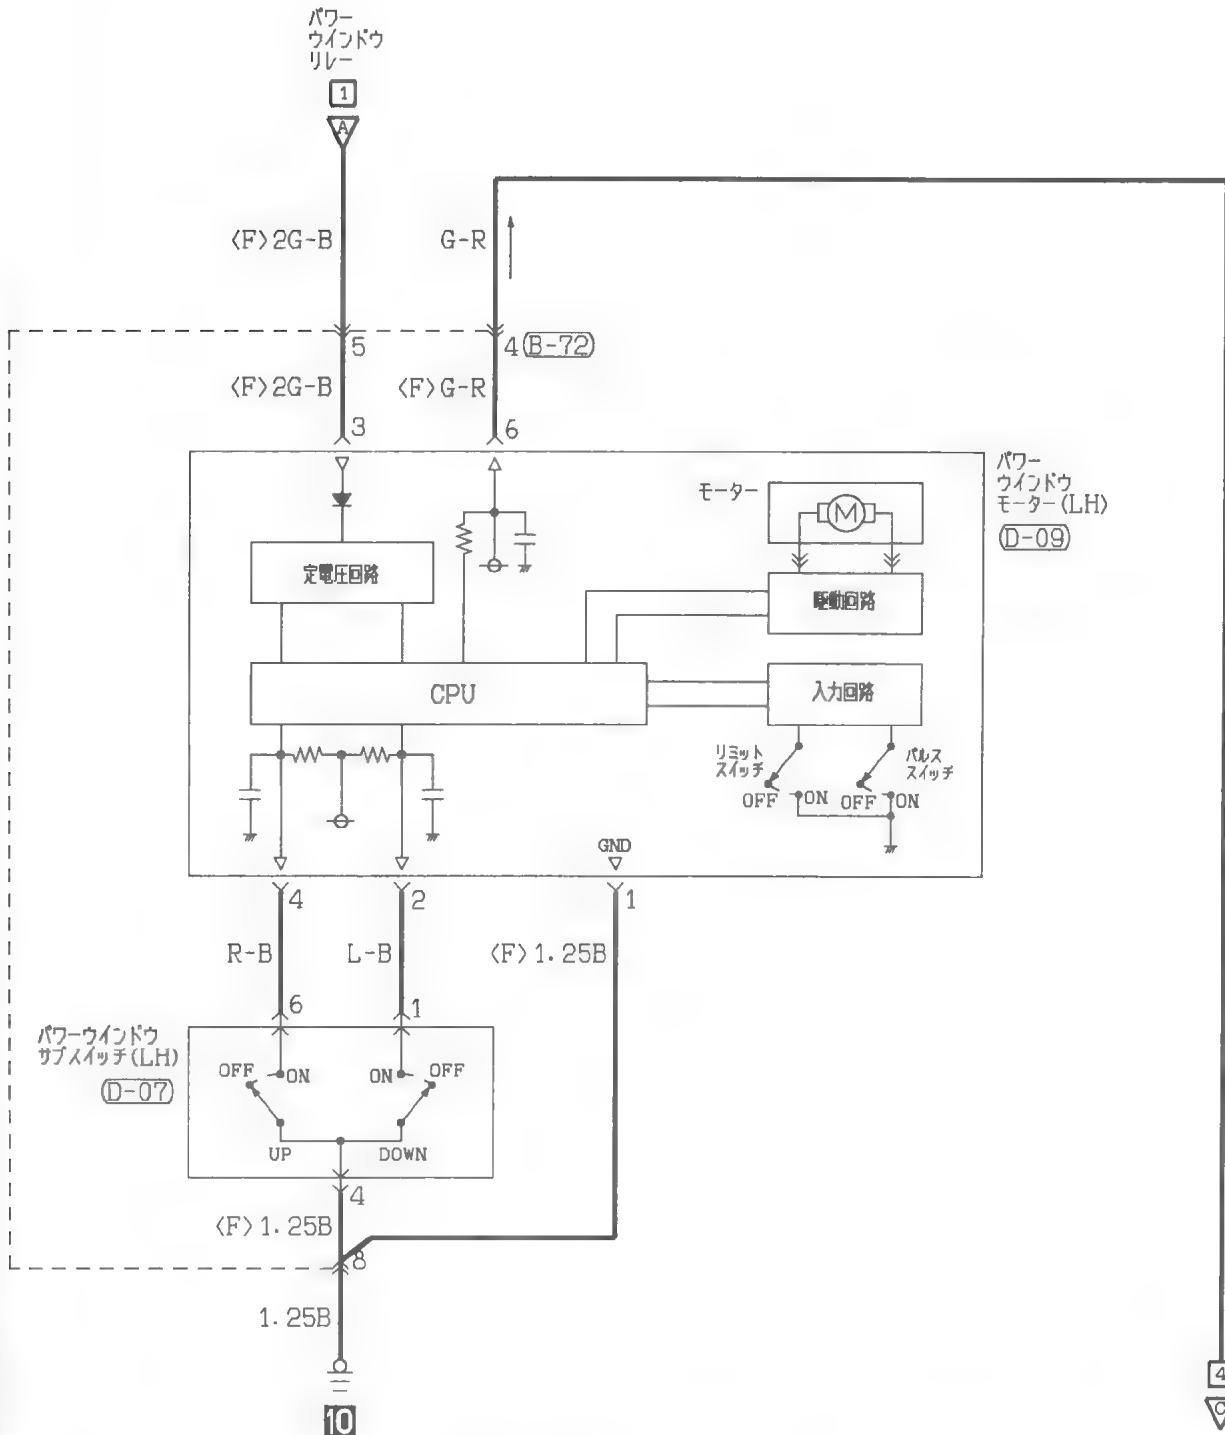 パワー
ウインドウ
リレー
1
A
〈F〉2G-B
G-R
5
4
B-72
〈F〉2G-B
〈F〉G-R
3
6
パワー
ウインドウ
モーター(LH)
D-09
モーター
M
定電圧回路
駆動回路
CPU
入力回路
リミット
スイッチ
パルス
スイッチ
OFF
ON
OFF
ON
GND
4
2
1
R-B
L-B
〈F〉1.25B
6
1
パワーウインドウ
サブスイッチ(LH)
D-07
OFF
ON
ON
OFF
UP
DOWN
4
〈F〉1.25B
8
1.25B
10
4
C